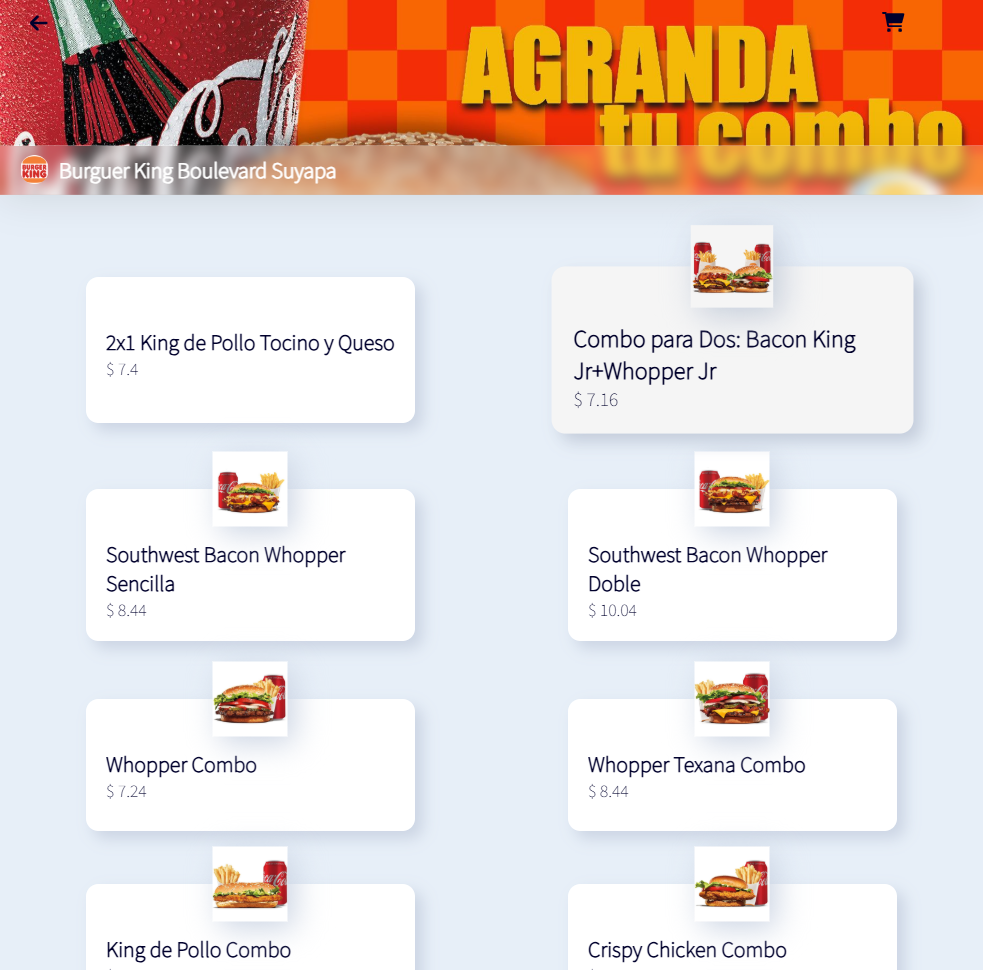 AGRANDA
tu combo
BURGER
KING
Burguer King Boulevard Suyapa
2x1 King de Pollo Tocino y Queso
$ 7.4
Combo para Dos: Bacon King
Jr+Whopper Jr
$ 7.16
Southwest Bacon Whopper
Sencilla
$ 8.44
Southwest Bacon Whopper
Doble
$ 10.04
Whopper Combo
$ 7.24
Whopper Texana Combo
$ 8.44
King de Pollo Combo
Crispy Chicken Combo